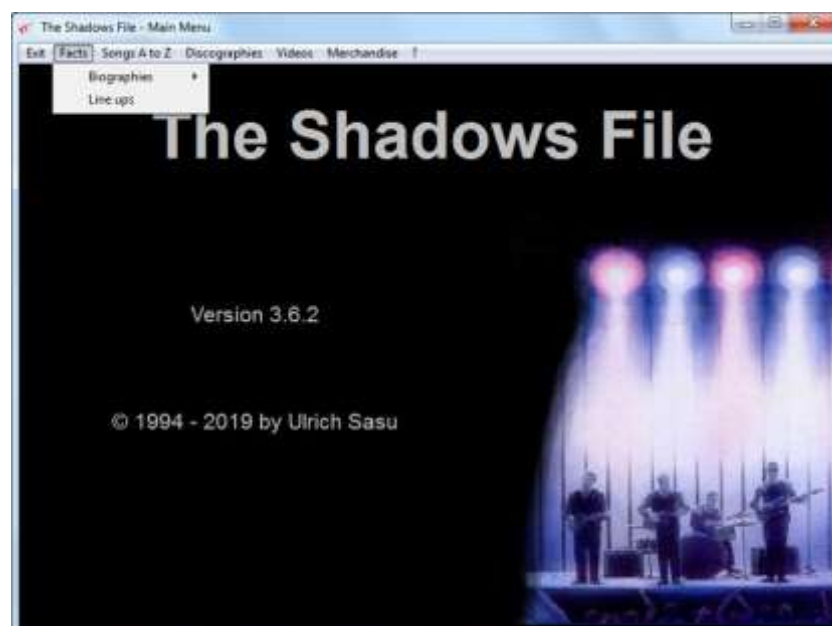 The Shadows File - Main Menu
Exit Facts Songs A to Z Discographies Videos Merchandise ?
Biographies
Line ups
The Shadows File
Version 3.6.2
© 1994 - 2019 by Ulrich Sasu